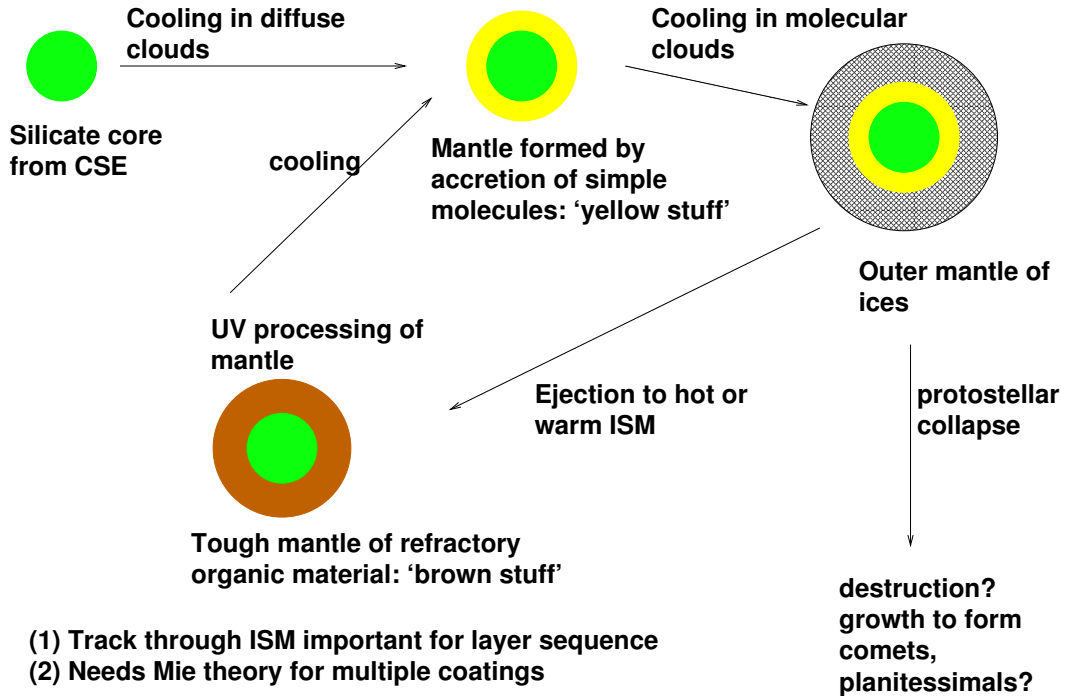 Cooling in diffuse
clouds
Cooling in molecular
clouds
Silicate core
from CSE
cooling
Mantle formed by
accretion of simple
molecules: ‘yellow stuff’
Outer mantle of
ices
UV processing of
mantle
Ejection to hot or
warm ISM
protostellar
collapse
Tough mantle of refractory
organic material: ‘brown stuff’
destruction?
growth to form
comets,
planitessimals?
(1) Track through ISM important for layer sequence
(2) Needs Mie theory for multiple coatings